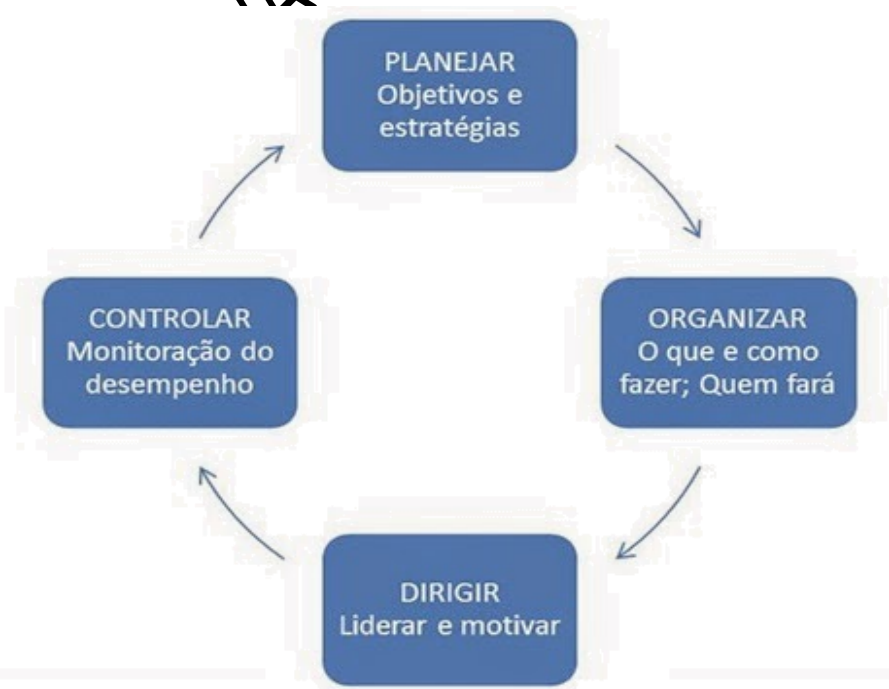 PLANEJAR
Objetivos e
estratégias
ORGANIZAR
O que e como
fazer; Quem fará
DIRIGIR
Liderar e motivar
CONTROLAR
Monitoração do
desempenho